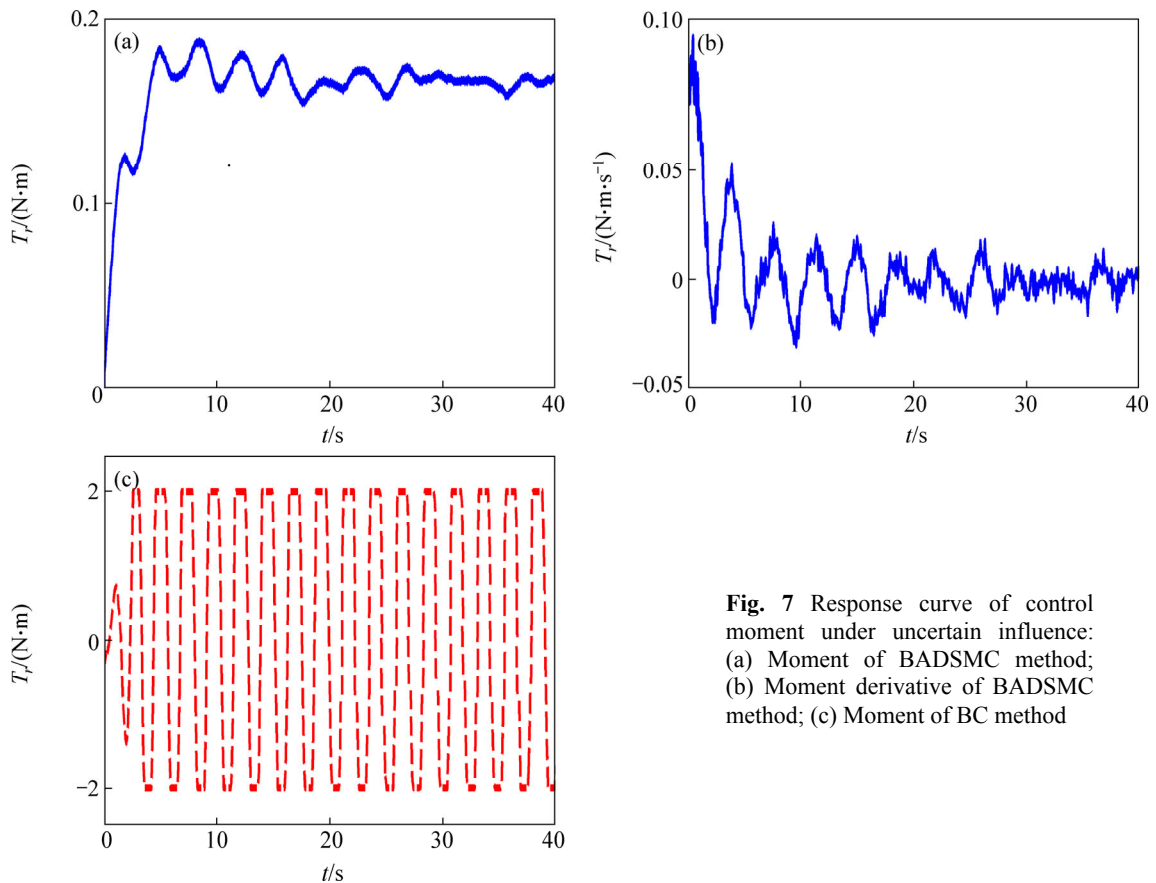 (a)
0.2
0.1
0
T_r/(N·m)
10
20
30
40
t/s
(b)
0.10
0.05
0
−0.05
T_r/(N·m·s⁻¹)
0
10
20
30
40
t/s
(c)
2
0
−2
T_r/(N·m)
0
10
20
30
40
t/s
Fig. 7 Response curve of control
moment under uncertain influence:
(a) Moment of BADSMC method;
(b) Moment derivative of BADSMC
method; (c) Moment of BC method